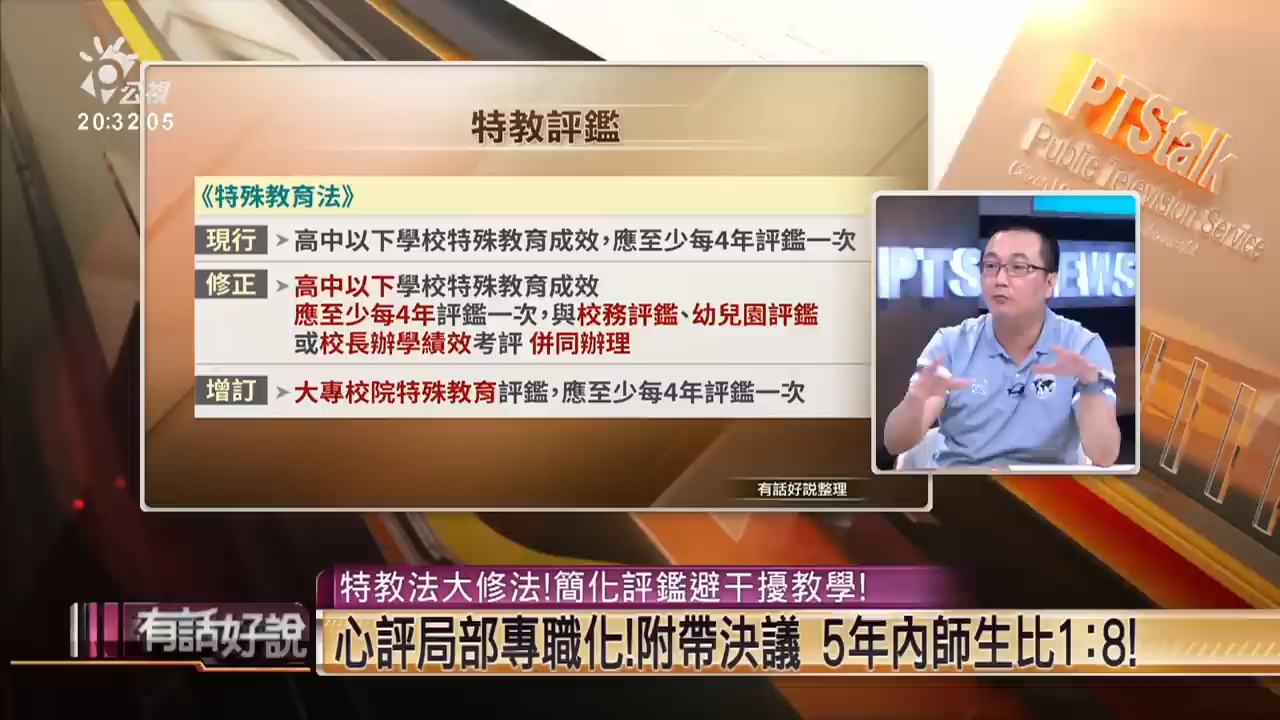 公視
20:32:05
特教評鑑
《特殊教育法》
現行 ➤ 高中以下學校特殊教育成效，應至少每4年評鑑一次
修正 ➤ 高中以下學校特殊教育成效
應至少每4年評鑑一次，與校務評鑑、幼兒園評鑑
或校長辦學績效考評 併同辦理
增訂 ➤ 大專校院特殊教育評鑑，應至少每4年評鑑一次
有話好說整理
PTStalk
Public Television Service
PTS NEWS
特教法大修法!簡化評鑑避干擾教學!
有話好說
心評局部專職化!附帶決議 5年內師生比1:8!